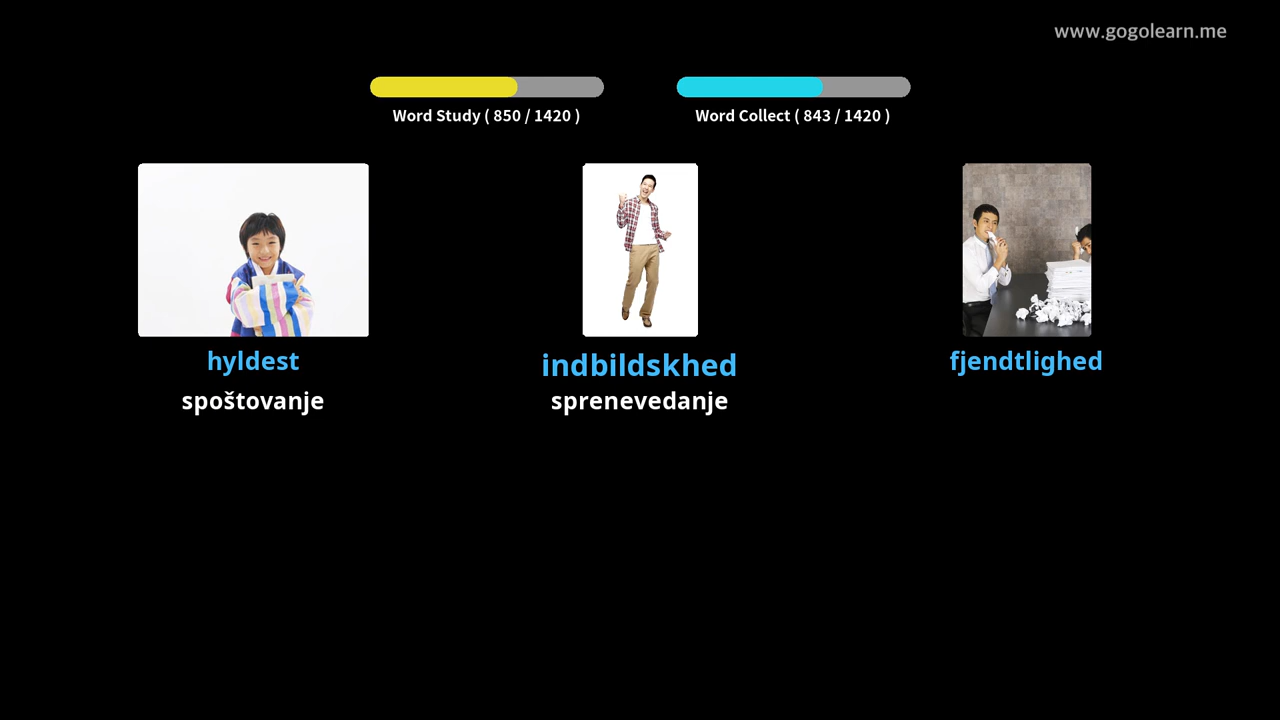 www.gogolearn.me
Word Study ( 850 / 1420 )
Word Collect ( 843 / 1420 )
hyldest
indbildskhed
fjendtlighed
spoštovanje
sprenevedanje